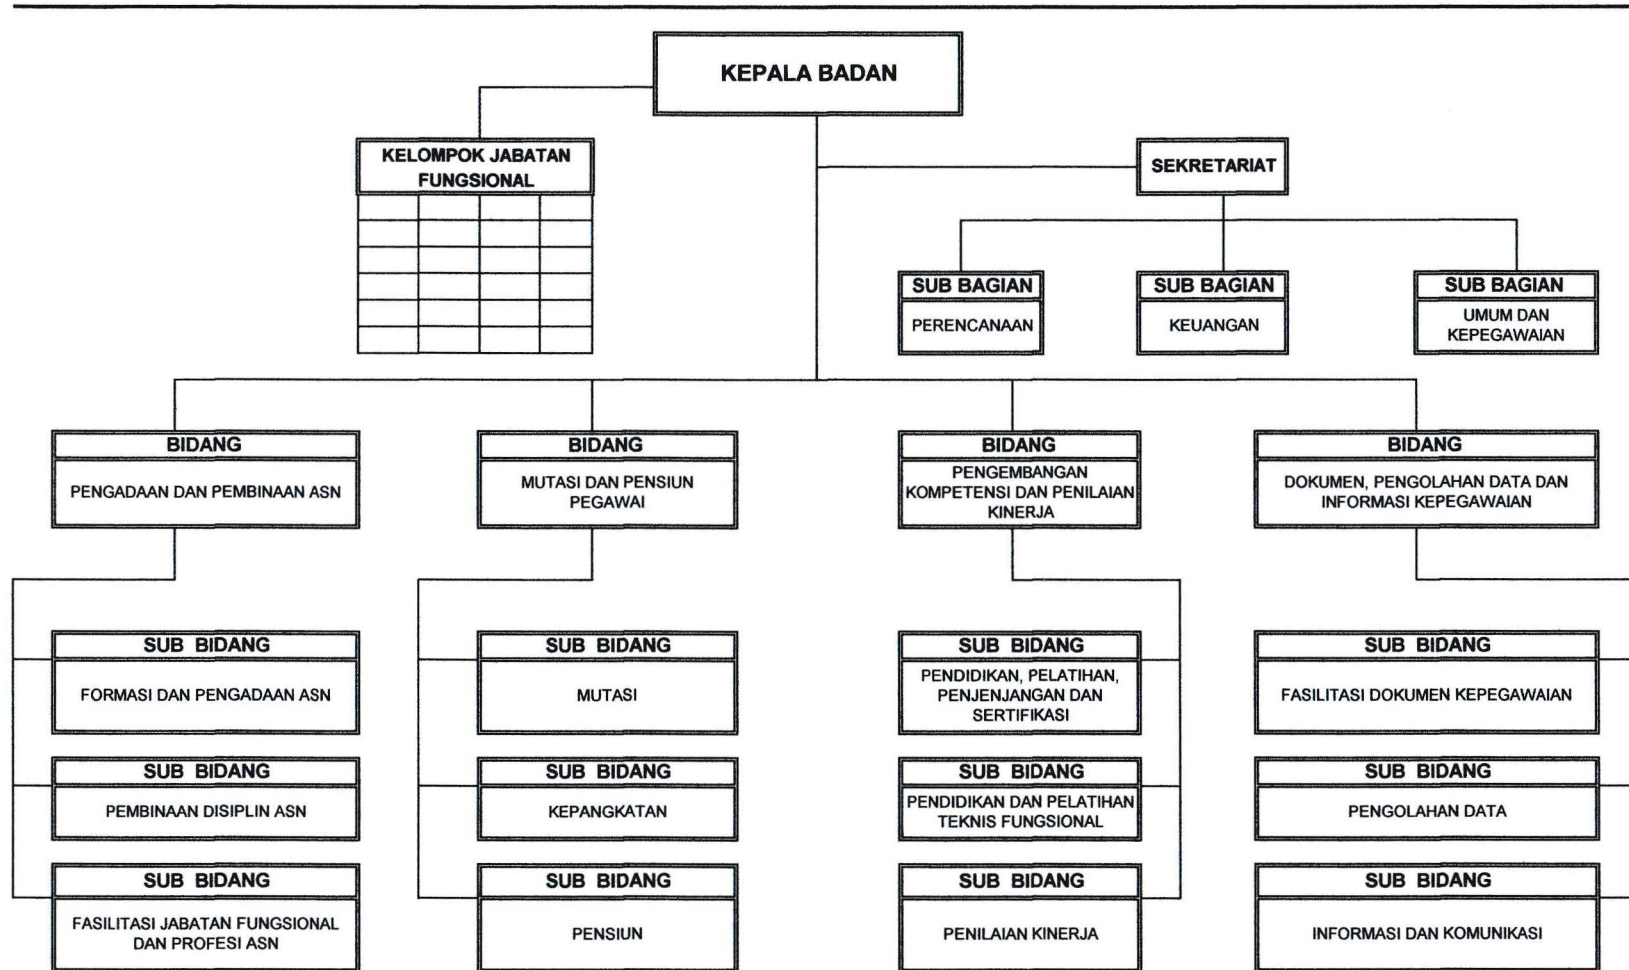 KEPALA BADAN
KELOMPOK JABATAN
FUNGSIONAL
SEKRETARIAT
SUB BAGIAN
PERENCANAAN
SUB BAGIAN
KEUANGAN
SUB BAGIAN
UMUM DAN
KEPEGAWAIAN
BIDANG
PENGADAAN DAN PEMBINAAN ASN
BIDANG
MUTASI DAN PENSIUN
PEGAWAI
BIDANG
PENGEMBANGAN
KOMPETENSI DAN PENILAIAN
KINERJA
BIDANG
DOKUMEN, PENGOLAHAN DATA DAN
INFORMASI KEPEGAWAIAN
SUB BIDANG
FORMASI DAN PENGADAAN ASN
SUB BIDANG
MUTASI
SUB BIDANG
PENDIDIKAN, PELATIHAN,
PENJENJANGAN DAN
SERTIFIKASI
SUB BIDANG
FASILITASI DOKUMEN KEPEGAWAIAN
SUB BIDANG
PEMBINAAN DISIPLIN ASN
SUB BIDANG
KEPANGKATAN
SUB BIDANG
PENDIDIKAN DAN PELATIHAN
TEKNIS FUNGSIONAL
SUB BIDANG
PENGOLAHAN DATA
SUB BIDANG
FASILITASI JABATAN FUNGSIONAL
DAN PROFESI ASN
SUB BIDANG
PENSIUN
SUB BIDANG
PENILAIAN KINERJA
SUB BIDANG
INFORMASI DAN KOMUNIKASI